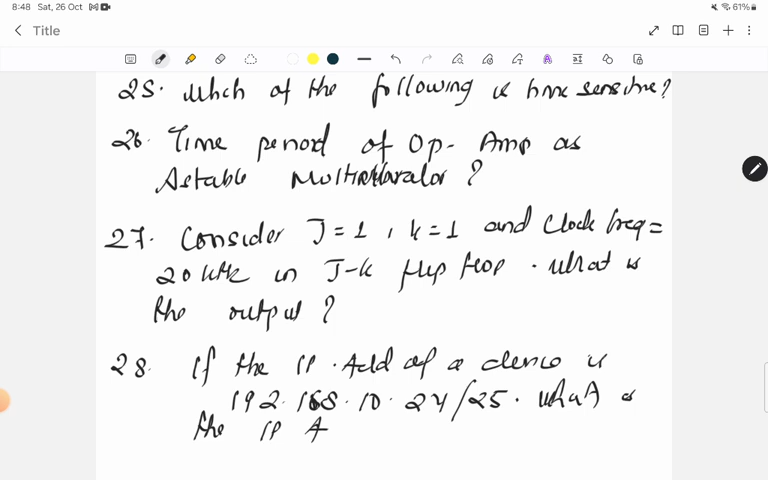 8:48 Sat, 26 Oct
61%
Title
25. Which of the following is time sensitive?
26. Time period of Op-Amp as
Astable Multivibrator ?
27. Consider J=1, k=1 and Clock freq =
20 kHz in J-k flip flop. what is
the output ?
28. If the IP. Add of a device is
192.168.10.24/25. what is
the IP A